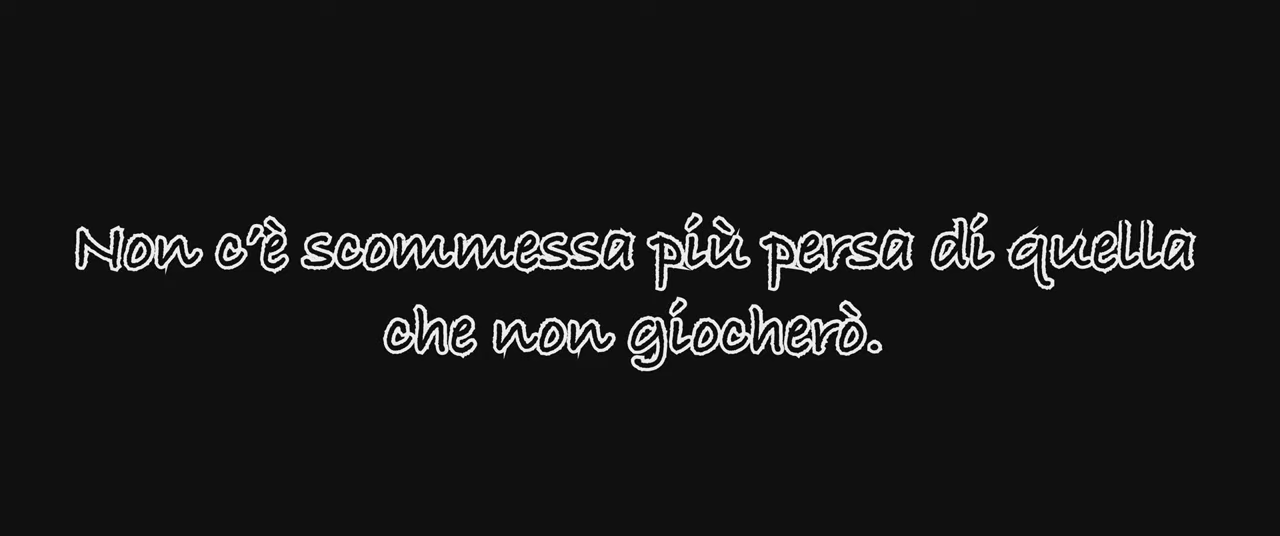 Non c'è scommessa più persa di quella
che non giocherò.